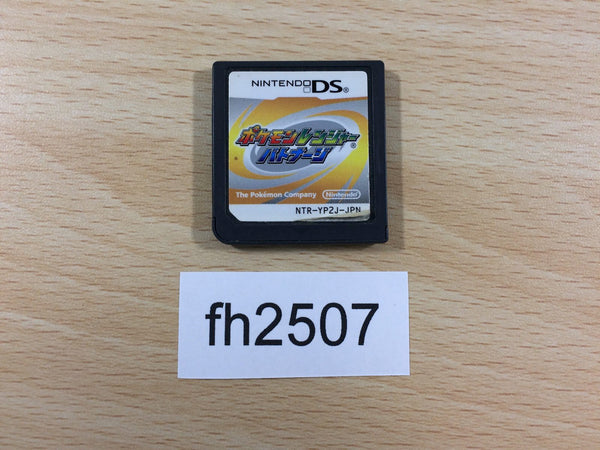 NINTENDO DS®
ポケモンレンジャー®
バトナージ
The Pokémon Company Nintendo®
NTR-YP2J-JPN
fh2507